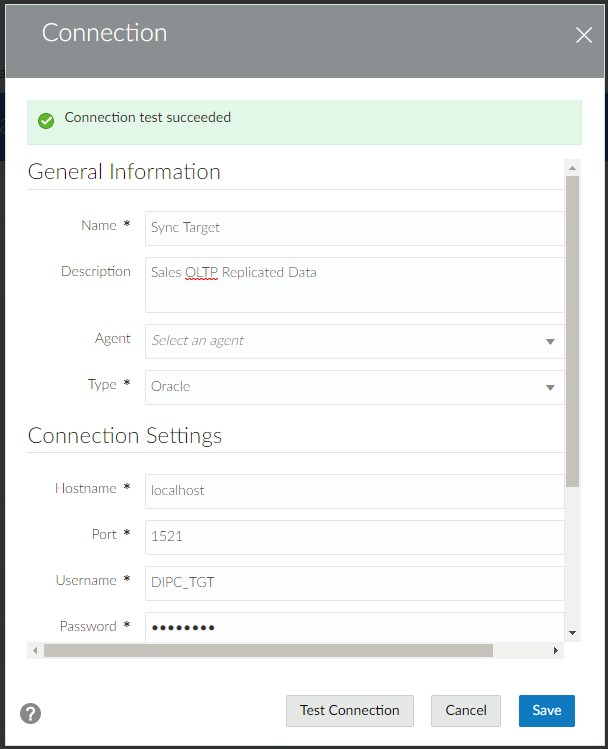 Connection
Connection test succeeded
General Information
Name * Sync Target
Description Sales OLTP Replicated Data
Agent Select an agent
Type * Oracle
Connection Settings
Hostname * localhost
Port * 1521
Username * DIPC_TGT
Password * ••••••••
? Test Connection Cancel Save